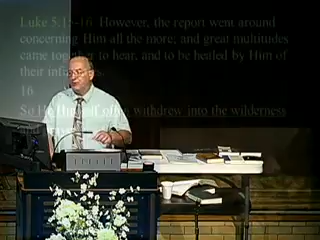 Luke 5:15-16 However, the report went around
concerning Him all the more; and great multitudes
came together to hear, and to be healed by Him of
their infirmities.
16
So He Himself often withdrew into the wilderness